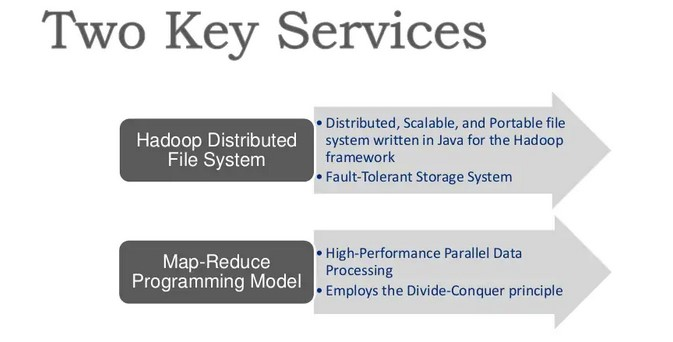 Two Key Services
Hadoop Distributed
File System
• Distributed, Scalable, and Portable file
system written in Java for the Hadoop
framework
• Fault-Tolerant Storage System
Map-Reduce
Programming Model
• High-Performance Parallel Data
Processing
• Employs the Divide-Conquer principle